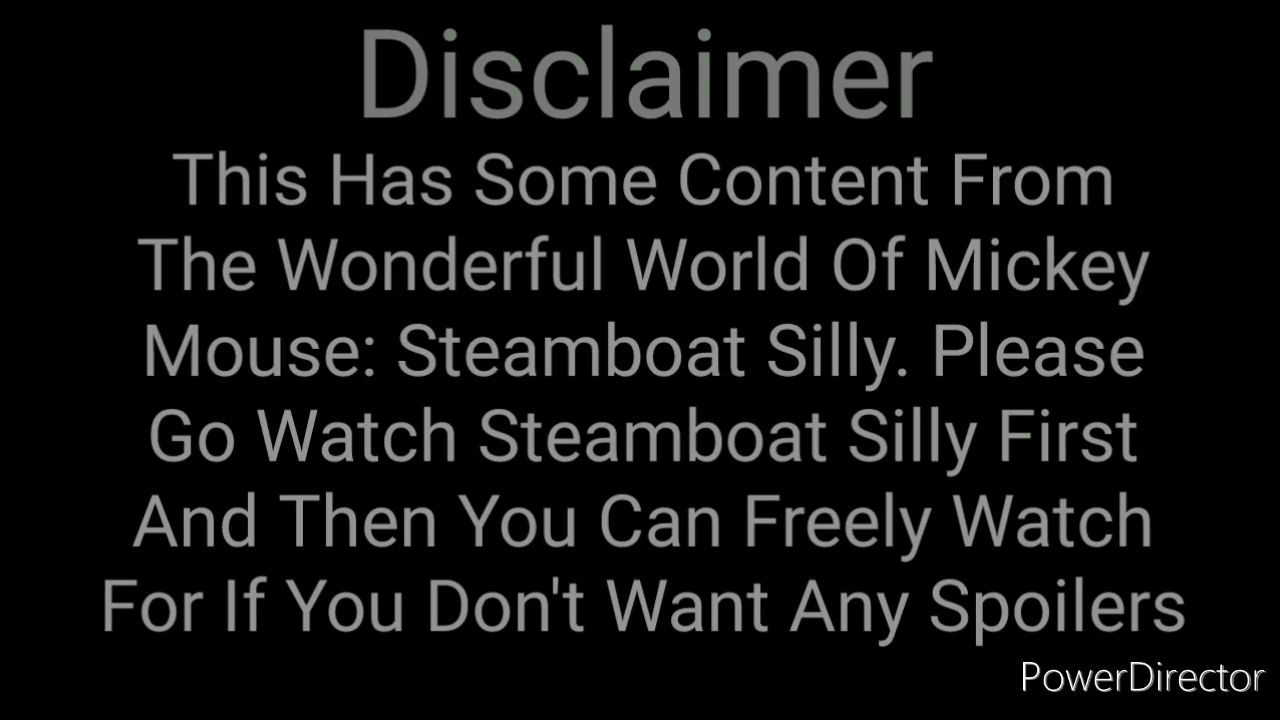 Disclaimer
This Has Some Content From
The Wonderful World Of Mickey
Mouse: Steamboat Silly. Please
Go Watch Steamboat Silly First
And Then You Can Freely Watch
For If You Don't Want Any Spoilers
PowerDirector